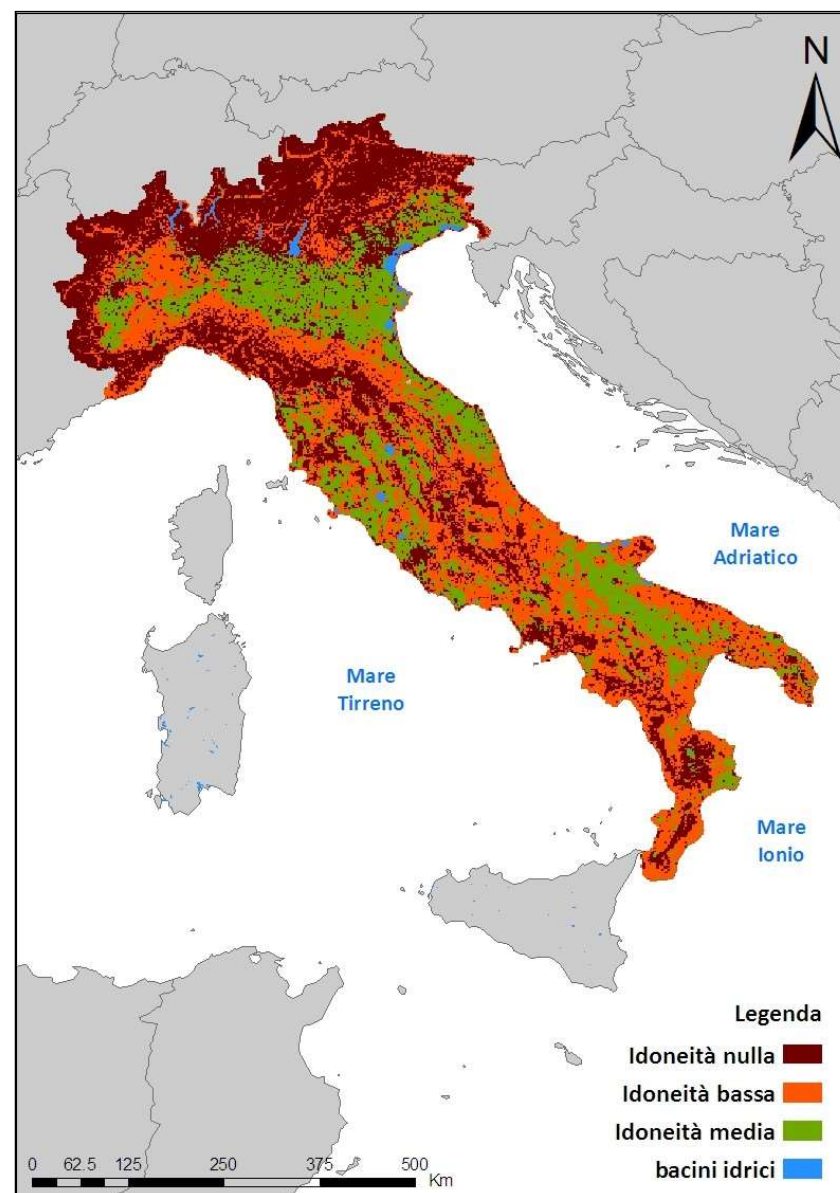 N
Mare
Adriatico
Mare
Tirreno
Mare
Ionio
Legenda
Idoneità nulla
Idoneità bassa
Idoneità media
bacini idrici
0 62.5 125 250 375 500
Km